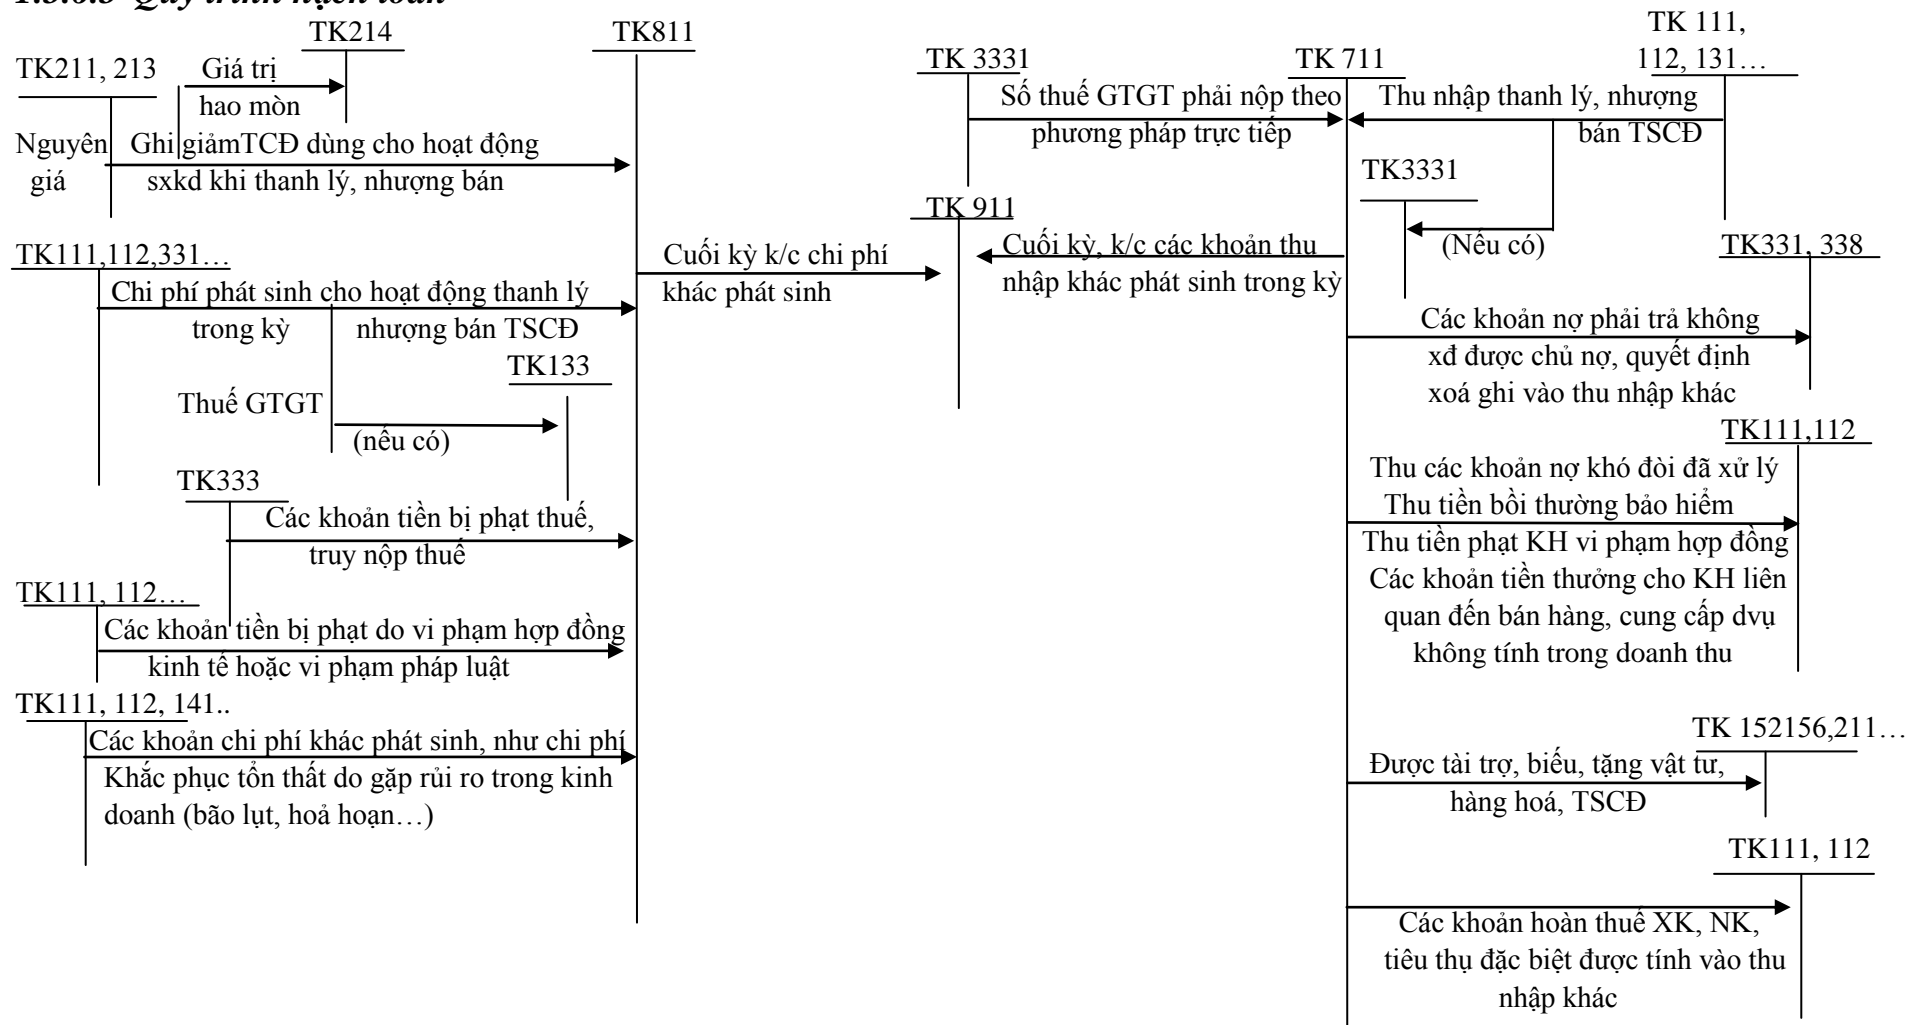 1.3.6.3 Quy trình hạch toán
TK214
TK811
TK211, 213
Giá trị
hao mòn
Nguyên
giá
Ghi giảmTCĐ dùng cho hoạt động
sxkd khi thanh lý, nhượng bán
TK111,112,331…
Chi phí phát sinh cho hoạt động thanh lý
trong kỳ
nhượng bán TSCĐ
TK133
Thuế GTGT
(nếu có)
TK333
Các khoản tiền bị phạt thuế,
truy nộp thuế
TK111, 112…
Các khoản tiền bị phạt do vi phạm hợp đồng
kinh tế hoặc vi phạm pháp luật
TK111, 112, 141..
Các khoản chi phí khác phát sinh, như chi phí
Khắc phục tổn thất do gặp rủi ro trong kinh
doanh (bão lụt, hoả hoạn…)
Cuối kỳ k/c chi phí
khác phát sinh
TK 3331
TK 711
Số thuế GTGT phải nộp theo
phương pháp trực tiếp
TK 911
Cuối kỳ, k/c các khoản thu
nhập khác phát sinh trong kỳ
TK 111,
112, 131…
Thu nhập thanh lý, nhượng
bán TSCĐ
TK3331
(Nếu có)
TK331, 338
Các khoản nợ phải trả không
xđ được chủ nợ, quyết định
xoá ghi vào thu nhập khác
TK111,112
Thu các khoản nợ khó đòi đã xử lý
Thu tiền bồi thường bảo hiểm
Thu tiền phạt KH vi phạm hợp đồng
Các khoản tiền thưởng cho KH liên
quan đến bán hàng, cung cấp dvụ
không tính trong doanh thu
TK 152156,211…
Được tài trợ, biếu, tặng vật tư,
hàng hoá, TSCĐ
TK111, 112
Các khoản hoàn thuế XK, NK,
tiêu thụ đặc biệt được tính vào thu
nhập khác